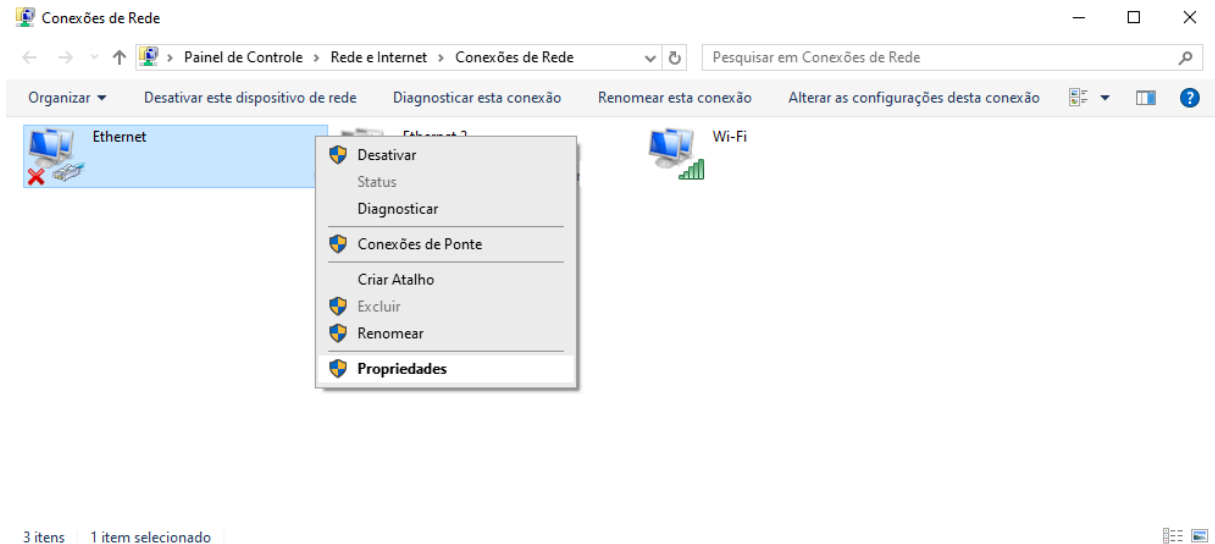 Conexões de Rede
Painel de Controle > Rede e Internet > Conexões de Rede
Pesquisar em Conexões de Rede
Organizar
Desativar este dispositivo de rede
Diagnosticar esta conexão
Renomear esta conexão
Alterar as configurações desta conexão
Ethernet
Wi-Fi
Desativar
Status
Diagnosticar
Conexões de Ponte
Criar Atalho
Excluir
Renomear
Propriedades
3 itens
1 item selecionado